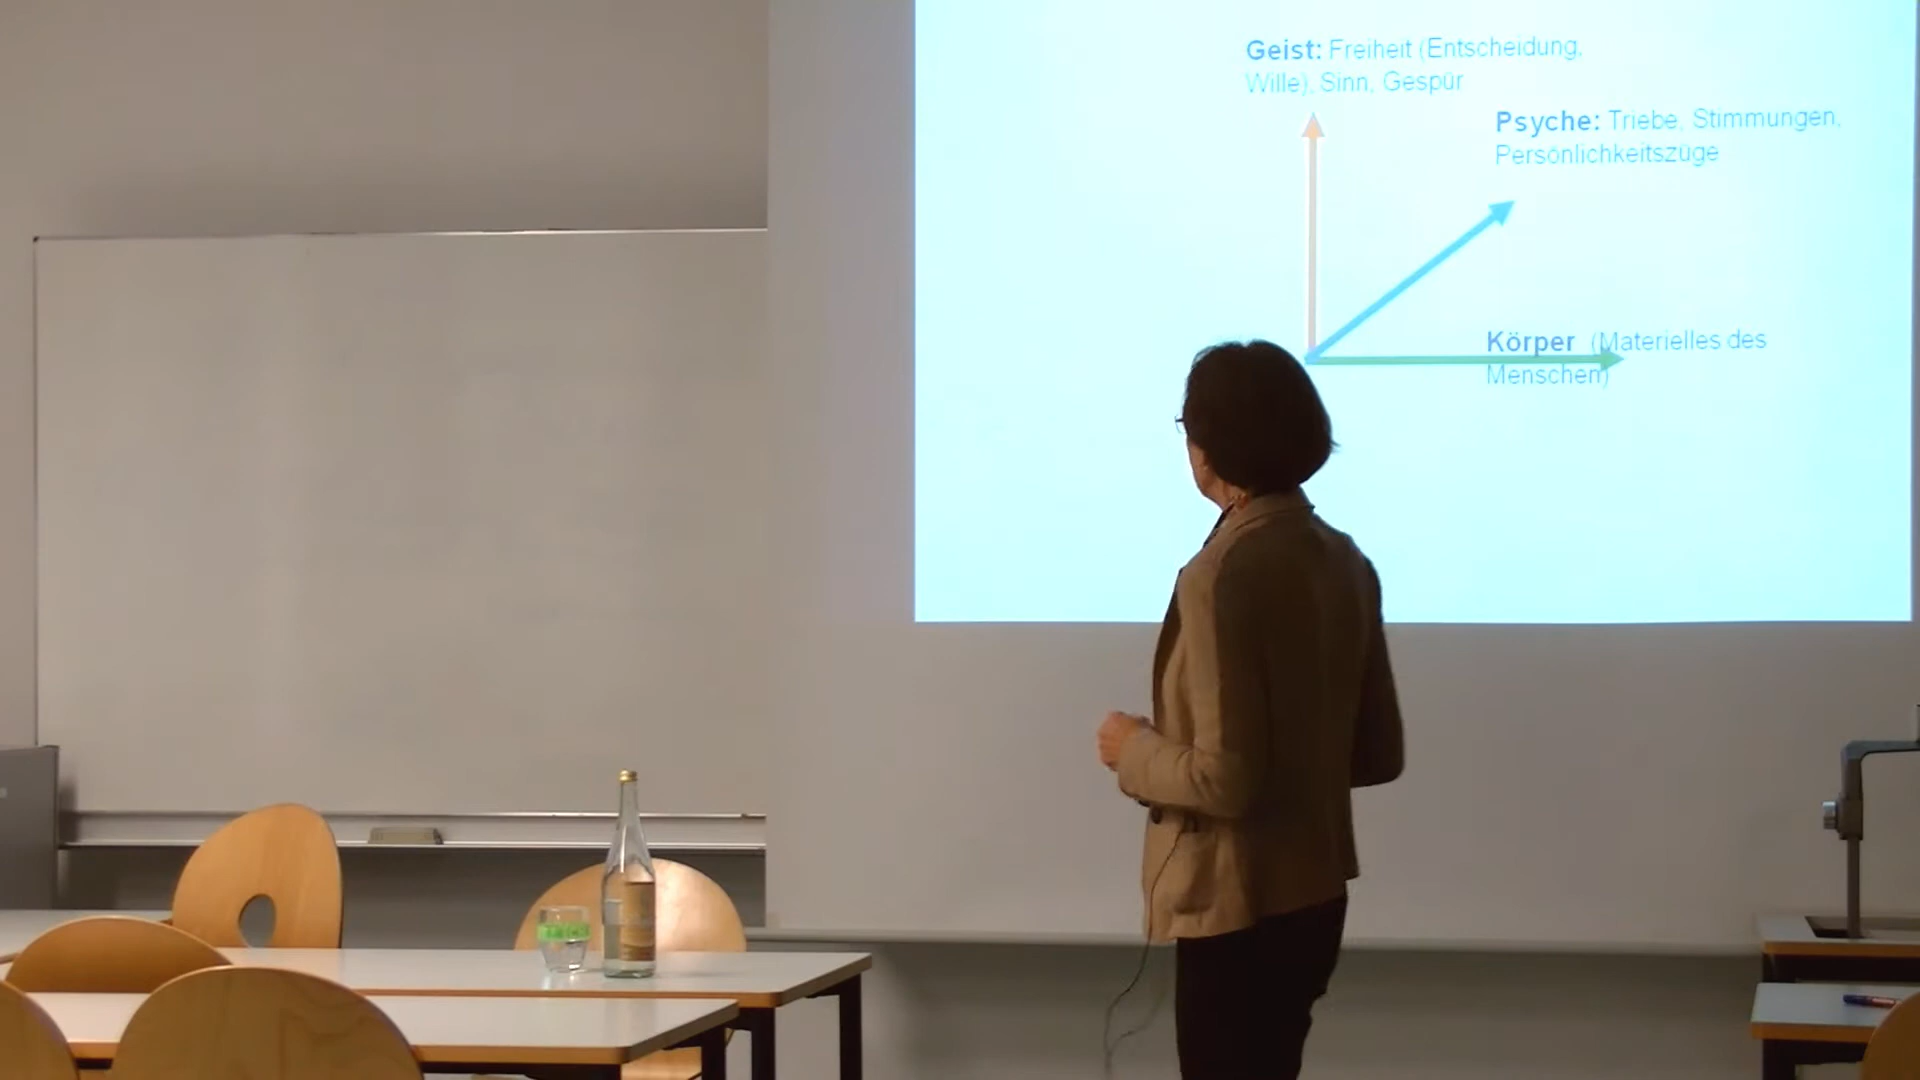 Geist: Freiheit (Entscheidung,
Wille), Sinn, Gespür
Psyche: Triebe, Stimmungen,
Persönlichkeitszüge
Körper (Materielles des
Menschen)